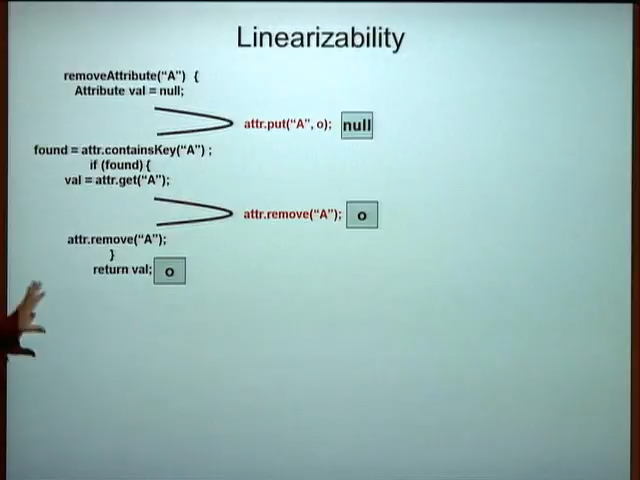 Linearizability
removeAttribute(“A”) {
Attribute val = null;
attr.put(“A”, o); null
found = attr.containsKey(“A”) ;
if (found) {
val = attr.get(“A”);
attr.remove(“A”); o
attr.remove(“A”);
}
return val; o